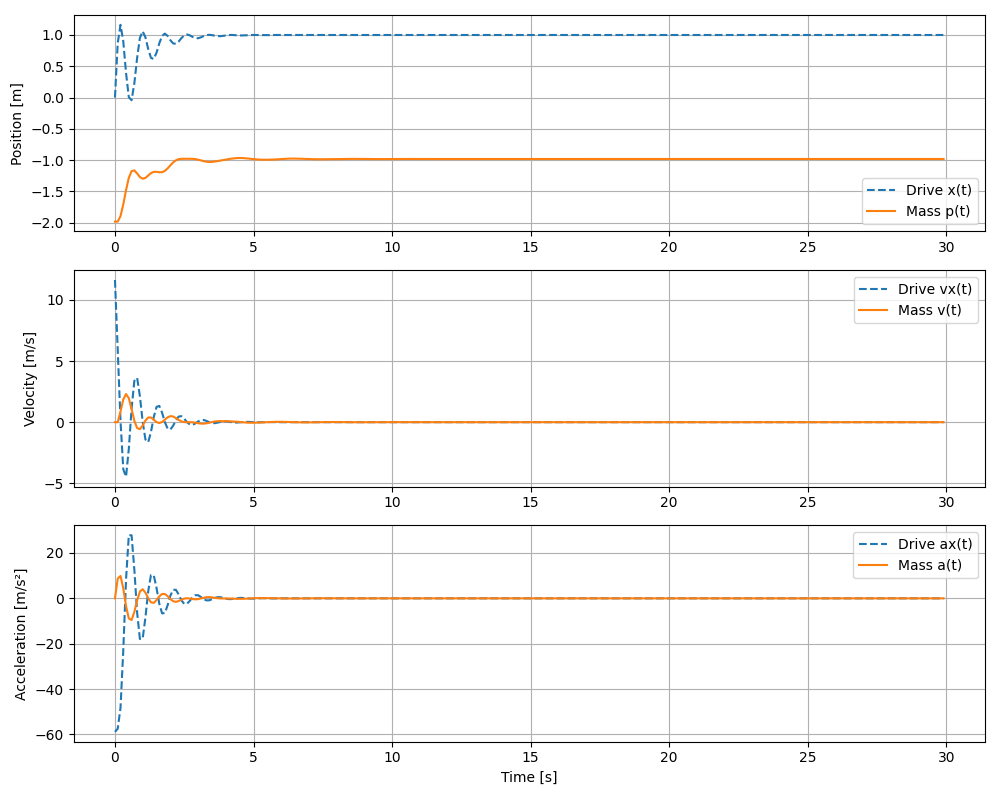 1.0
0.5
0.0
−0.5
−1.0
−1.5
−2.0
Position [m]
Drive x(t)
Mass p(t)
0 5 10 15 20 25 30
10
5
0
−5
Velocity [m/s]
Drive vx(t)
Mass v(t)
0 5 10 15 20 25 30
20
0
−20
−40
−60
Acceleration [m/s²]
Drive ax(t)
Mass a(t)
0 5 10 15 20 25 30
Time [s]